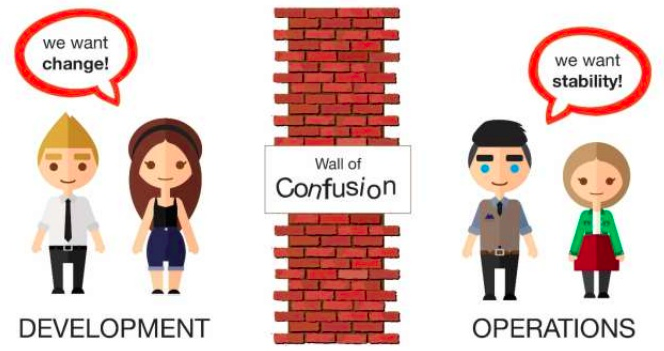 we want
change!
we want
stability!
Wall of
Confusion
DEVELOPMENT
OPERATIONS